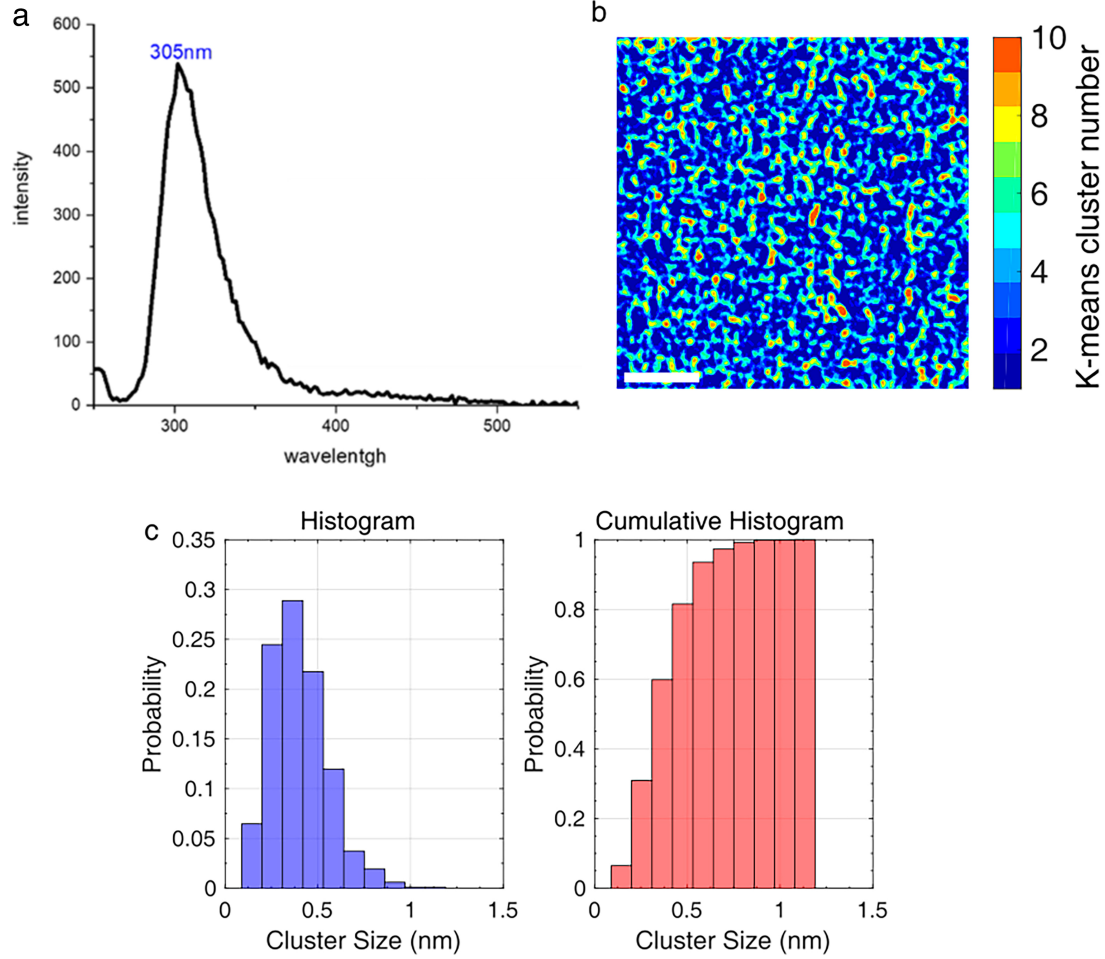 a
600
500
400
300
200
100
0
intensity
305nm
300
400
500
wavelentgh
b
10
8
6
4
2
K-means cluster number
c
Histogram
0.35
0.3
0.25
0.2
0.15
0.1
0.05
0
Probability
0
0.5
1
1.5
Cluster Size (nm)
Cumulative Histogram
1
0.8
0.6
0.4
0.2
0
Probability
0
0.5
1
1.5
Cluster Size (nm)